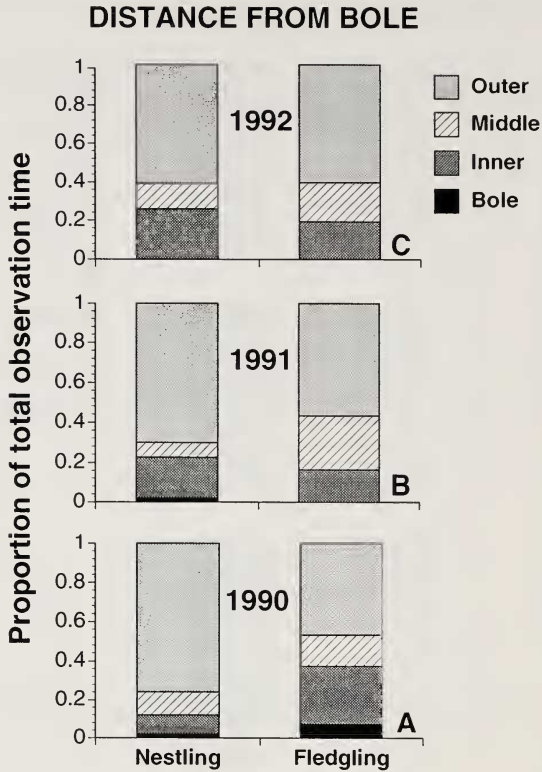 DISTANCE FROM BOLE
Proportion of total observation time
1
0.8
0.6
0.4
0.2
0
1992
C
Outer
Middle
Inner
Bole
1
0.8
0.6
0.4
0.2
0
1991
B
1
0.8
0.6
0.4
0.2
0
1990
A
Nestling
Fledgling